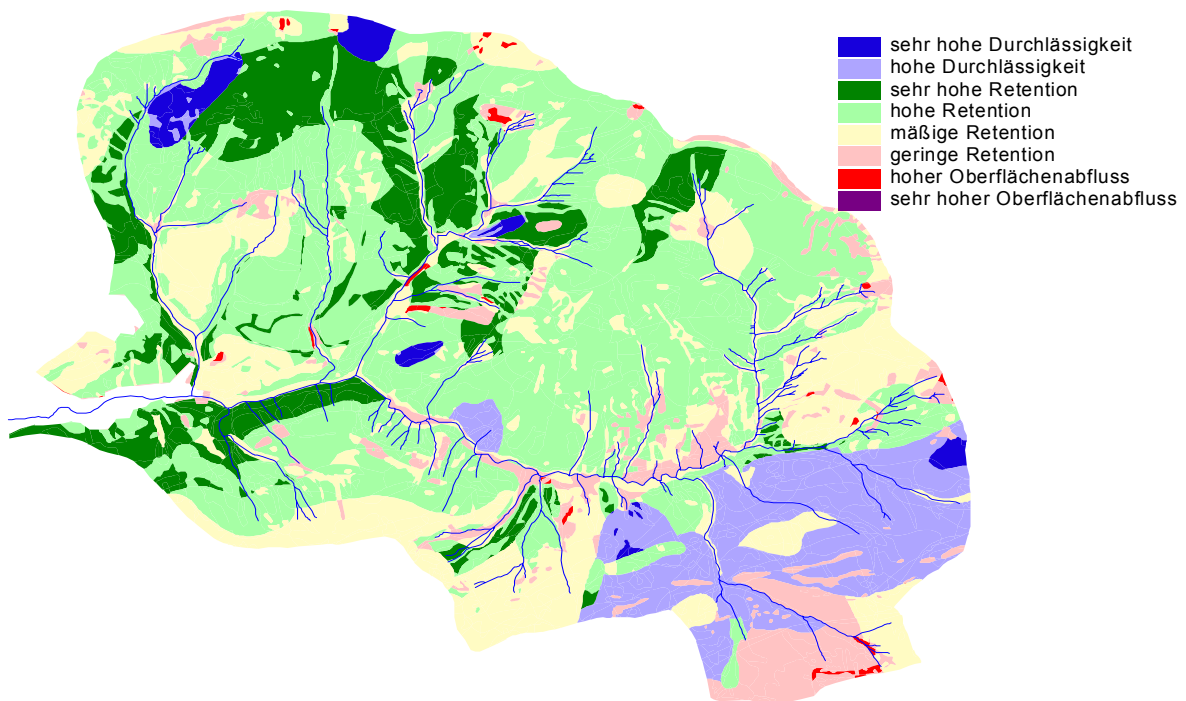 sehr hohe Durchlässigkeit
hohe Durchlässigkeit
sehr hohe Retention
hohe Retention
mäßige Retention
geringe Retention
hoher Oberflächenabfluss
sehr hoher Oberflächenabfluss